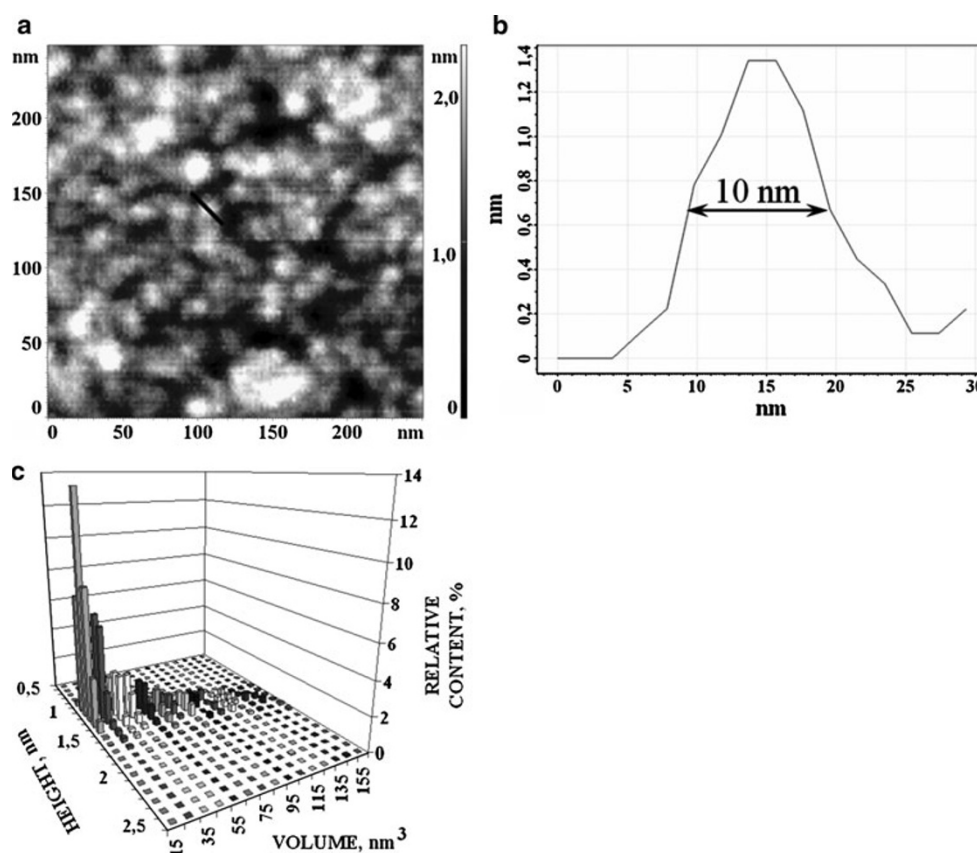 a
nm
200
150
100
50
0
0 50 100 150 200 nm
nm
2,0
1,0
0
b
1,4
1,2
1,0
0,8
0,6
0,4
0,2
0
nm
10 nm
0 5 10 15 20 25 30
nm
c
14
12
10
8
6
4
2
0
RELATIVE
CONTENT, %
0,5
1
1,5
2
2,5
HEIGHT, nm
15 35 55 75 95 115 135 155
VOLUME, nm³